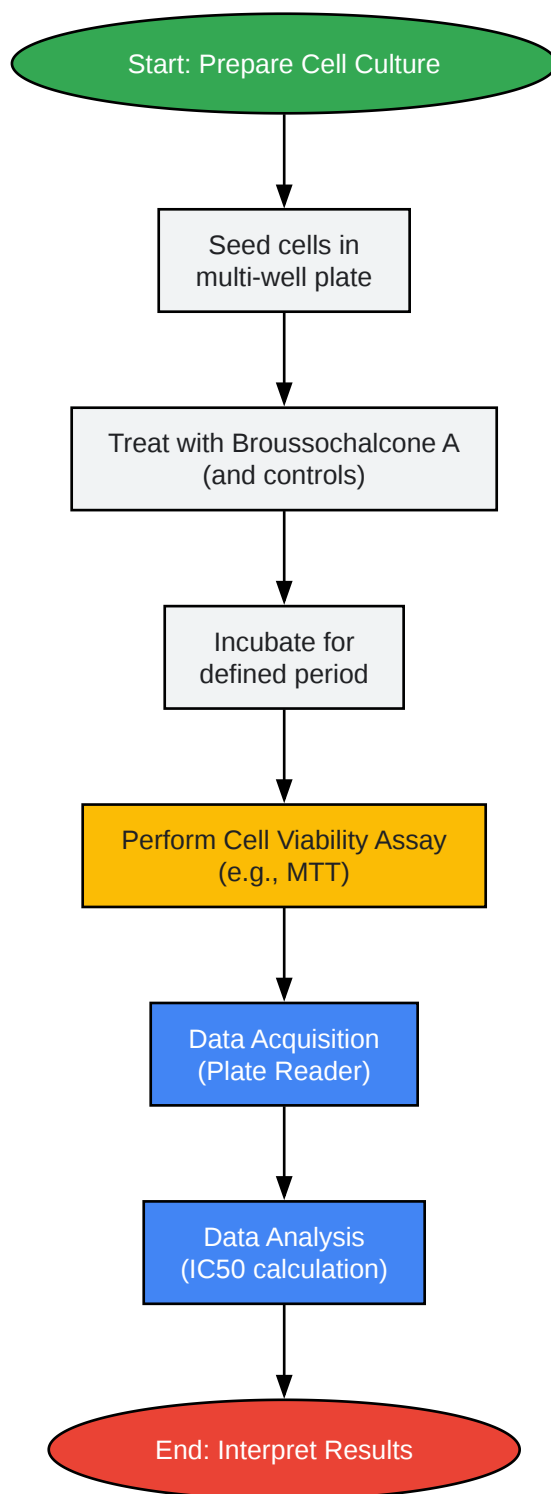 Start: Prepare Cell Culture
Seed cells in
multi-well plate
Treat with Broussochalcone A
(and controls)
Incubate for
defined period
Perform Cell Viability Assay
(e.g., MTT)
Data Acquisition
(Plate Reader)
Data Analysis
(IC50 calculation)
End: Interpret Results